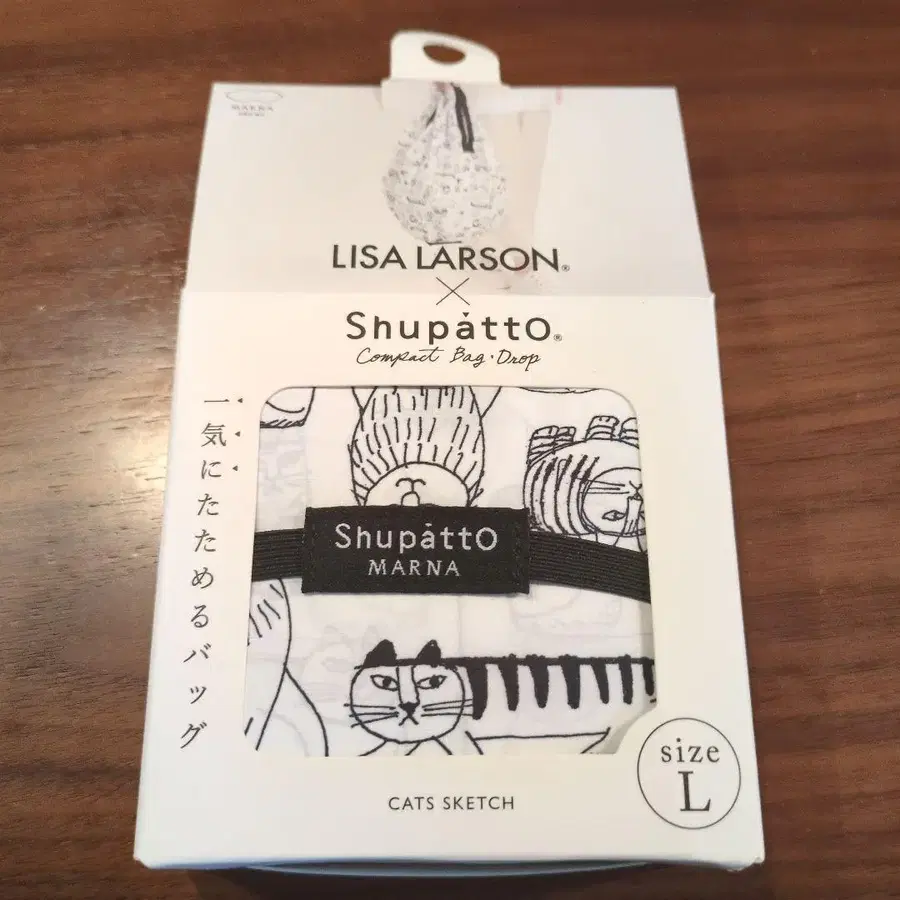 MARNA
LISA LARSON®
×
Shupatto®
Compact Bag・Drop
一気にたためるバッグ
Shupatto
MARNA
CATS SKETCH
size
L